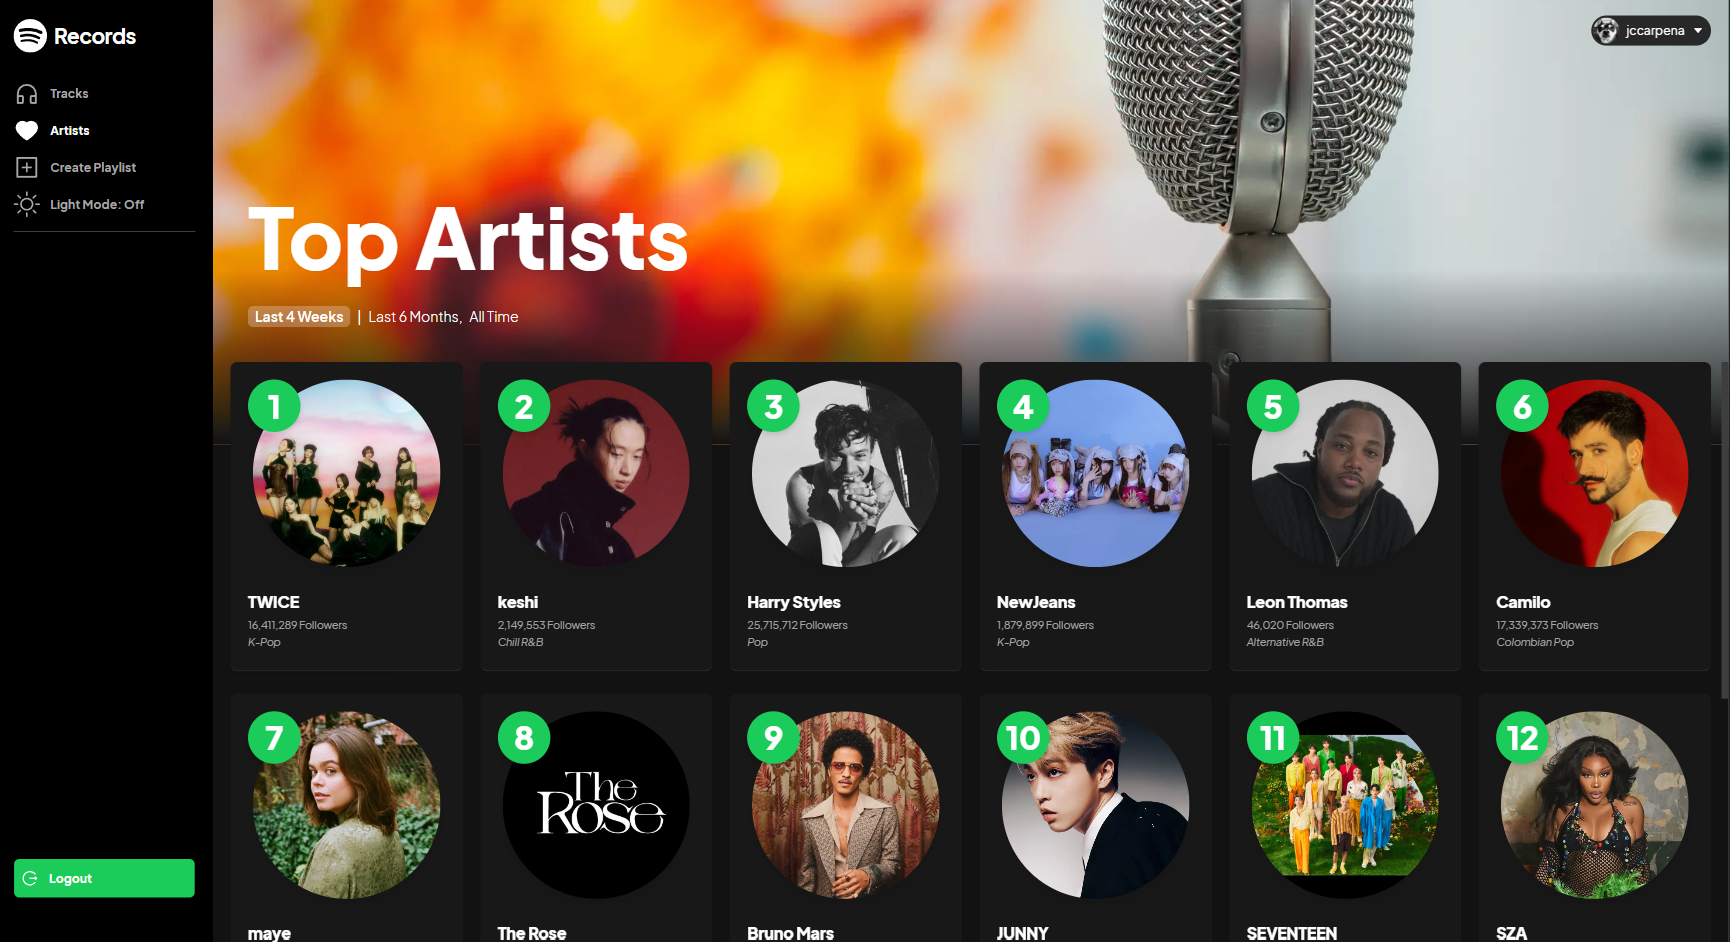 Records
Tracks
Artists
Create Playlist
Light Mode: Off
Logout
jccarpena
Top Artists
Last 4 Weeks | Last 6 Months, All Time
1
TWICE
16,411,289 Followers
K-Pop
2
keshi
2,149,553 Followers
Chill R&B
3
Harry Styles
25,715,712 Followers
Pop
4
NewJeans
1,879,899 Followers
K-Pop
5
Leon Thomas
46,020 Followers
Alternative R&B
6
Camilo
17,339,373 Followers
Colombian Pop
7
maye
8
The
Rose
The Rose
9
Bruno Mars
10
JUNNY
11
SEVENTEEN
12
SZA